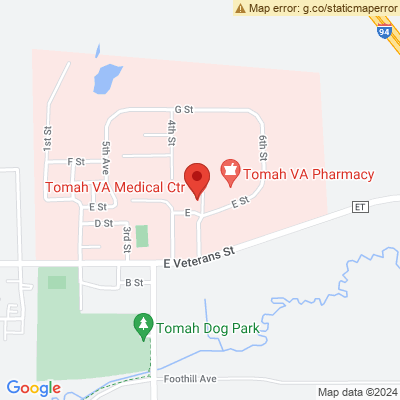 Map error: g.co/staticmaperror
94
G St
1st St
4th St
5th Ave
6th St
F St
Tomah VA Pharmacy
Tomah VA Medical Ctr
E St
E
E St
ET
D St
3rd St
E Veterans St
B St
Tomah Dog Park
Foothill Ave
Google
Map data ©2024